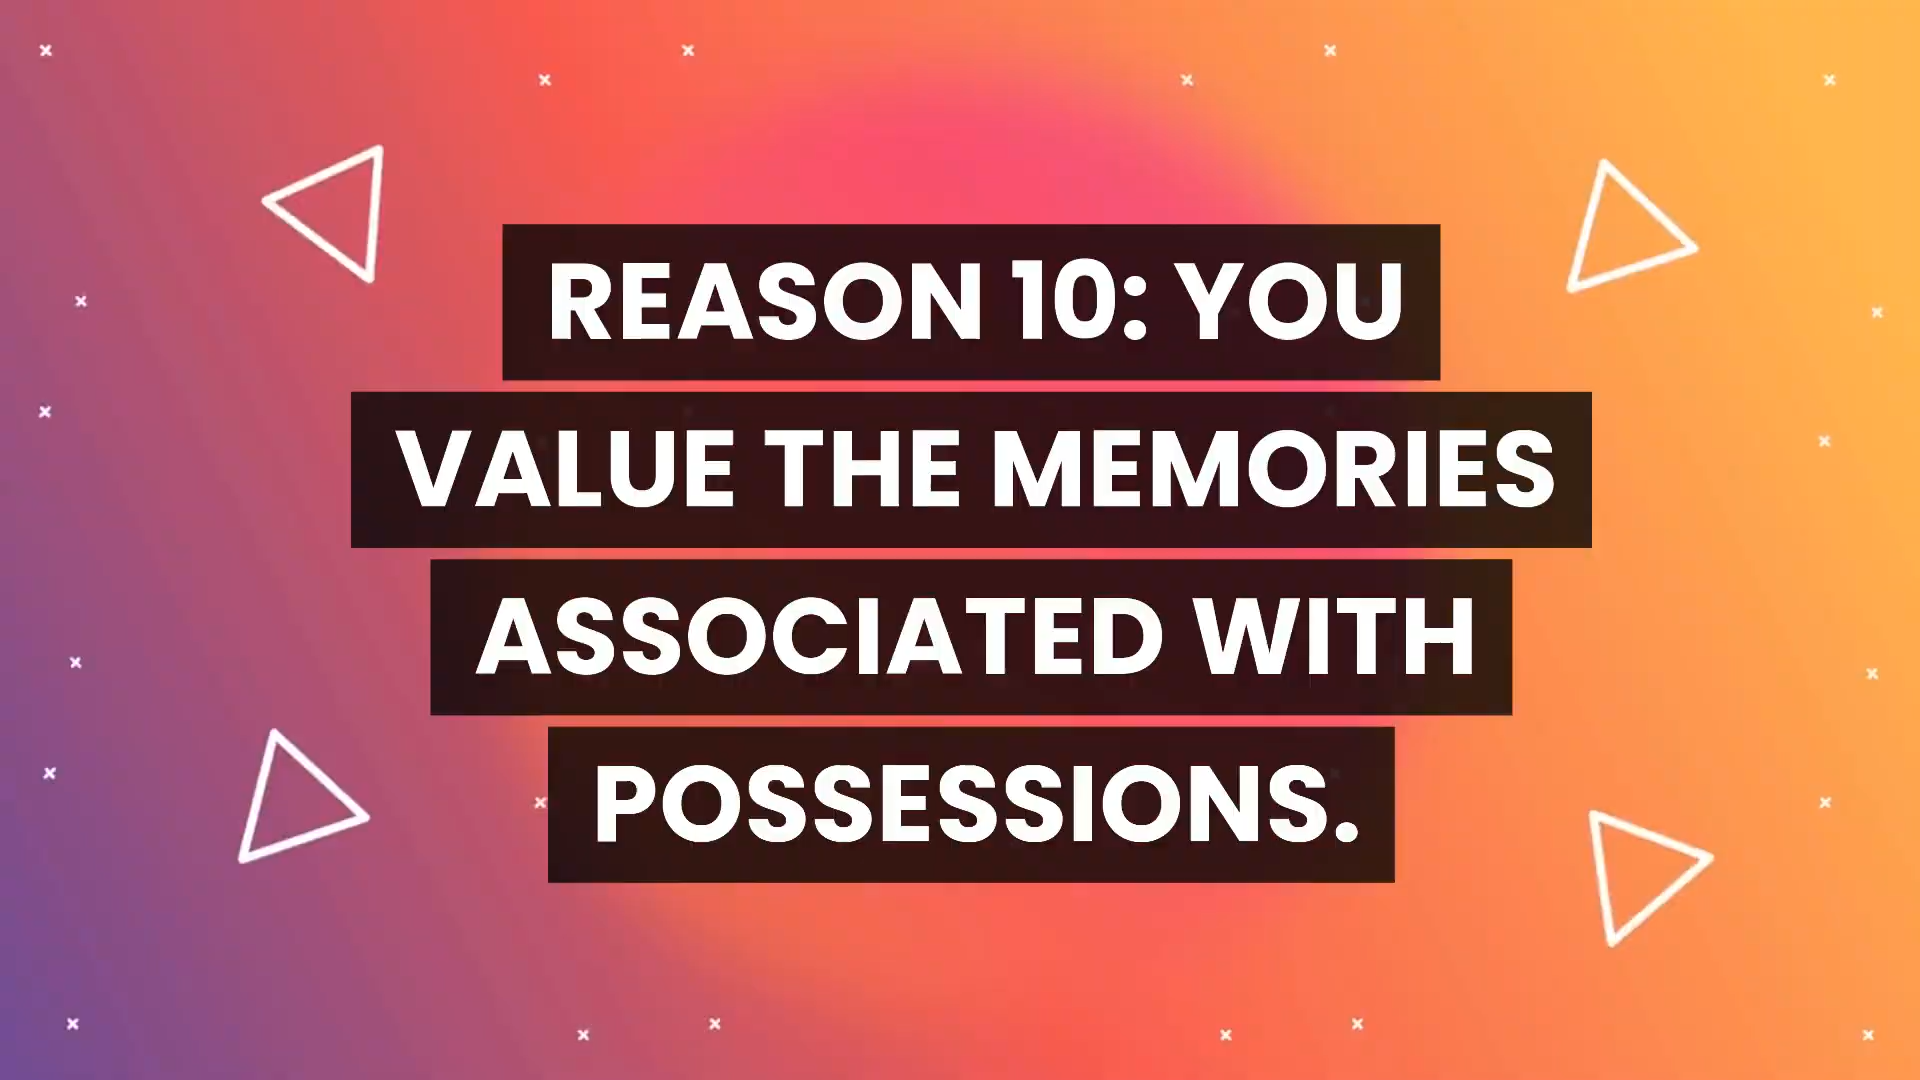 REASON 10: YOU
VALUE THE MEMORIES
ASSOCIATED WITH
POSSESSIONS.